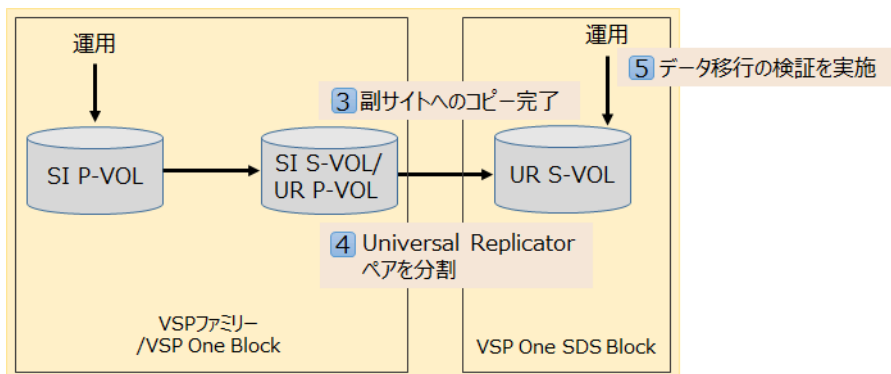 運用
運用
5 データ移行の検証を実施
3 副サイトへのコピー完了
SI P-VOL
SI S-VOL/
UR P-VOL
UR S-VOL
4 Universal Replicator
ペアを分割
VSPファミリー
/VSP One Block
VSP One SDS Block